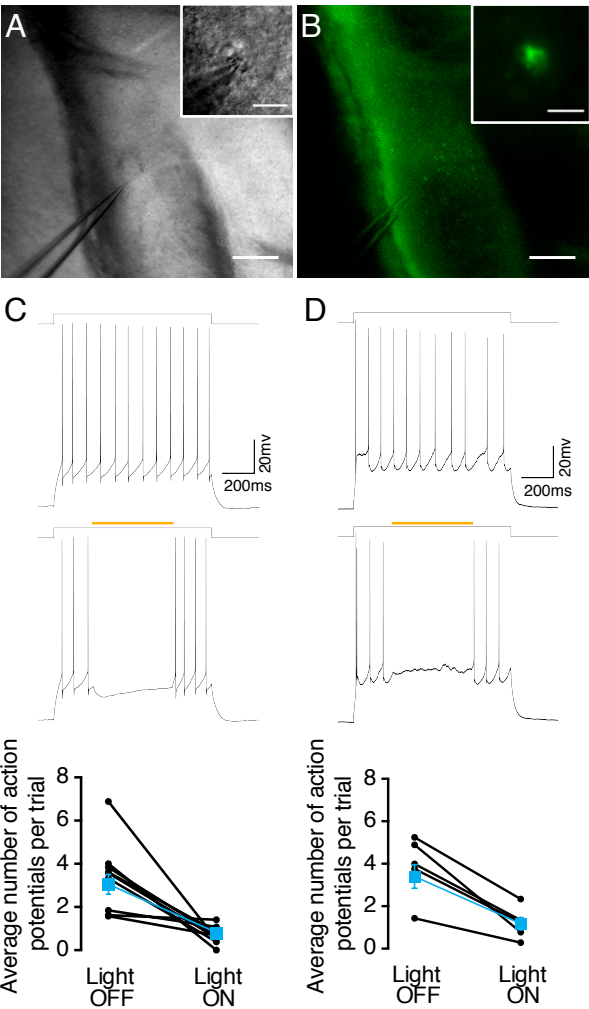 A
B
C
D
20mv
200ms
20mv
200ms
Average number of action
potentials per trial
8
6
4
2
0
Light
OFF
Light
ON
Average number of action
potentials per trial
8
6
4
2
0
Light
OFF
Light
ON